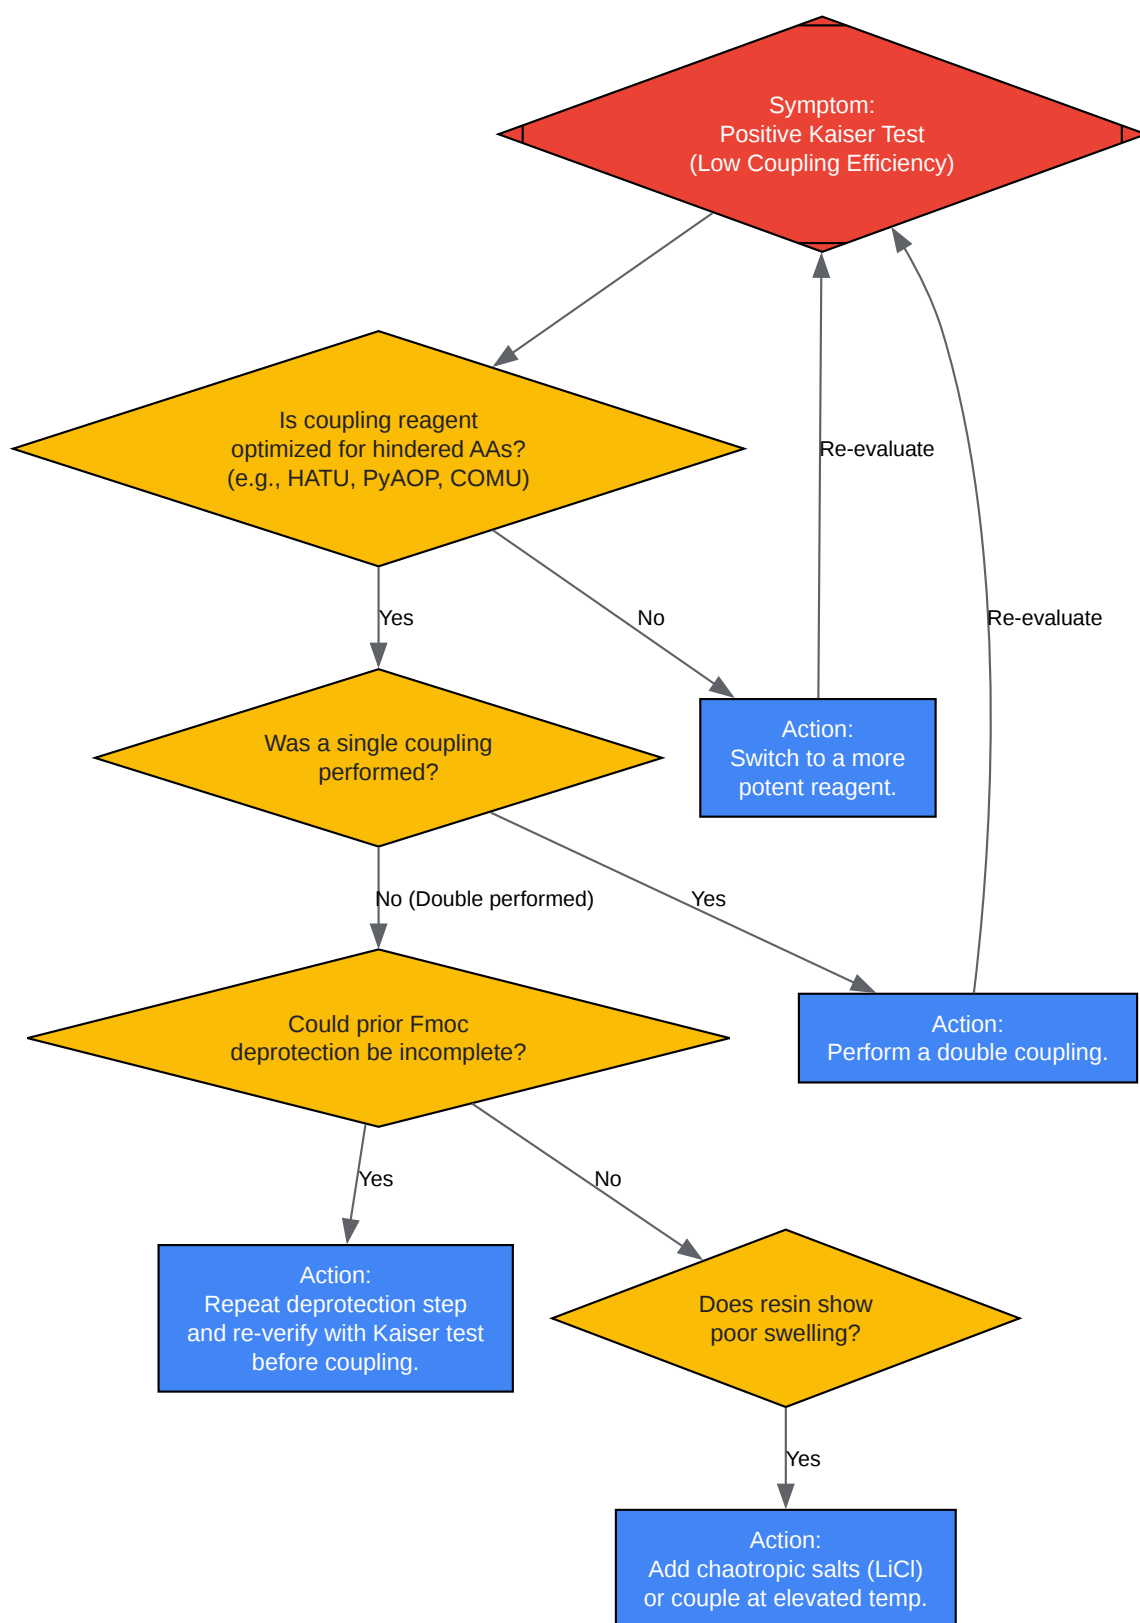 Symptom:
Positive Kaiser Test
(Low Coupling Efficiency)
Is coupling reagent
optimized for hindered AAs?
(e.g., HATU, PyAOP, COMU)
Re-evaluate
Yes
No
Re-evaluate
Was a single coupling
performed?
Action:
Switch to a more
potent reagent.
No (Double performed)
Yes
Could prior Fmoc
deprotection be incomplete?
Action:
Perform a double coupling.
Yes
No
Action:
Repeat deprotection step
and re-verify with Kaiser test
before coupling.
Does resin show
poor swelling?
Yes
Action:
Add chaotropic salts (LiCl)
or couple at elevated temp.